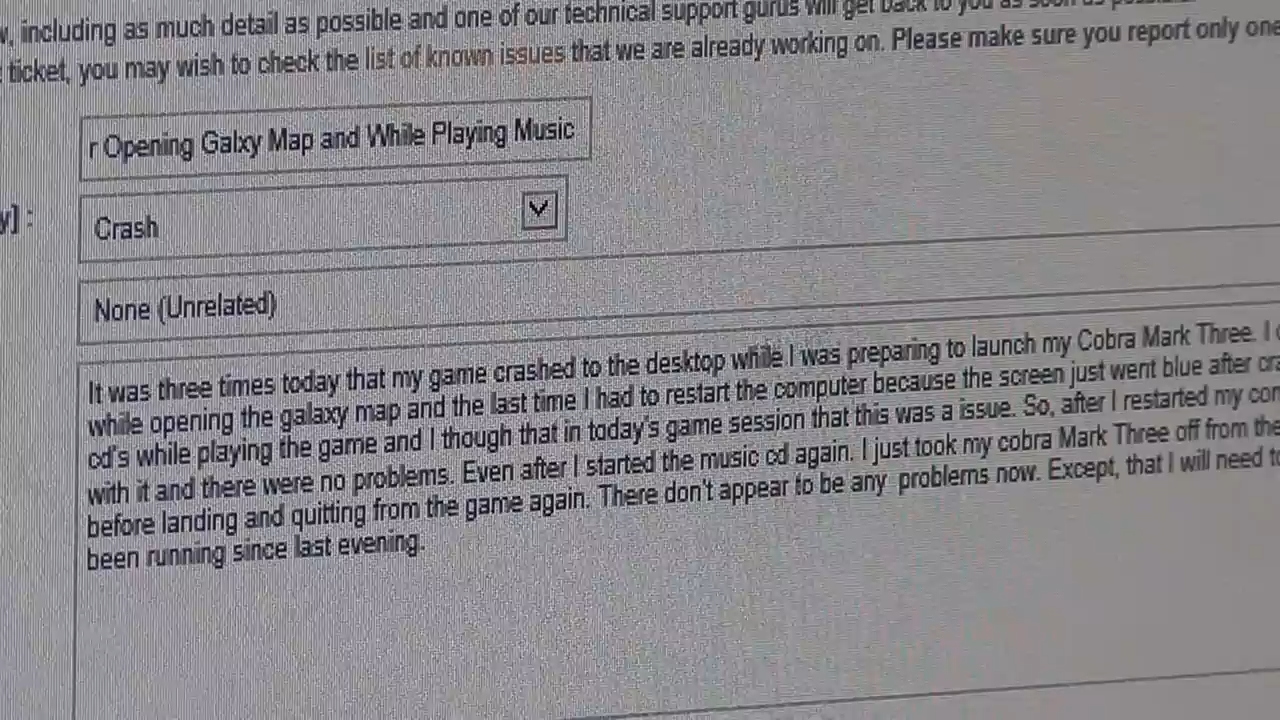 , including as much detail as possible and one of our technical support gurus will get back to you as soon as
ticket, you may wish to check the list of known issues that we are already working on. Please make sure you report only one
r Opening Galxy Map and While Playing Music
y] :
Crash
None (Unrelated)
It was three times today that my game crashed to the desktop while I was preparing to launch my Cobra Mark Three. I
while opening the galaxy map and the last time I had to restart the computer because the screen just went blue after
cd's while playing the game and I though that in today's game session that this was a issue. So, after I restarted my
with it and there were no problems. Even after I started the music cd again. I just took my cobra Mark Three off from the
before landing and quitting from the game again. There don't appear to be any problems now. Except, that I will need
been running since last evening.